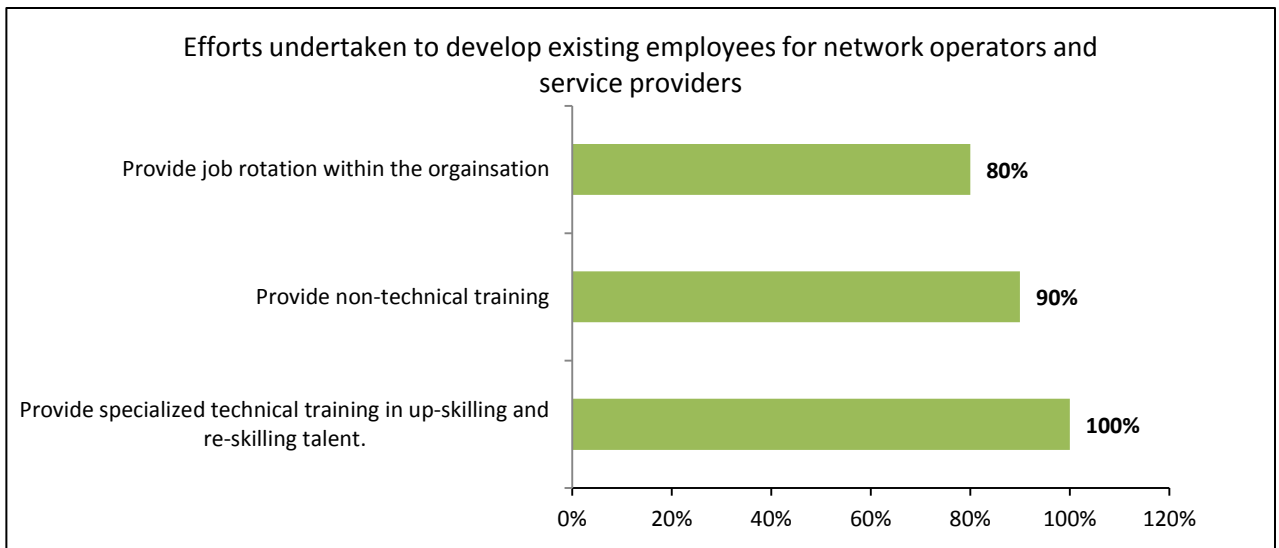 Efforts undertaken to develop existing employees for network operators and
service providers
Provide job rotation within the orgainsation
80%
Provide non-technical training
90%
Provide specialized technical training in up-skilling and
re-skilling talent.
100%
0% 20% 40% 60% 80% 100% 120%